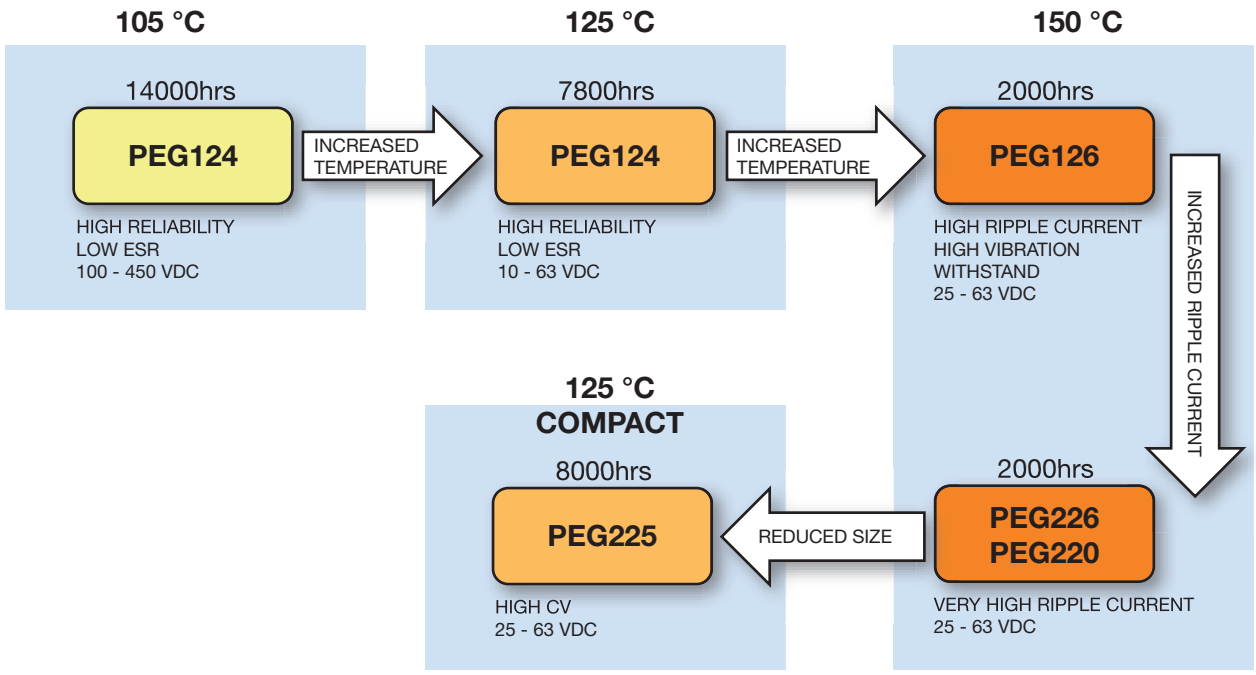 105 °C
14000hrs
PEG124
HIGH RELIABILITY
LOW ESR
100 - 450 VDC
INCREASED
TEMPERATURE
125 °C
7800hrs
PEG124
HIGH RELIABILITY
LOW ESR
10 - 63 VDC
INCREASED
TEMPERATURE
150 °C
2000hrs
PEG126
HIGH RIPPLE CURRENT
HIGH VIBRATION
WITHSTAND
25 - 63 VDC
INCREASED RIPPLE CURRENT
2000hrs
PEG226
PEG220
VERY HIGH RIPPLE CURRENT
25 - 63 VDC
REDUCED SIZE
125 °C
COMPACT
8000hrs
PEG225
HIGH CV
25 - 63 VDC